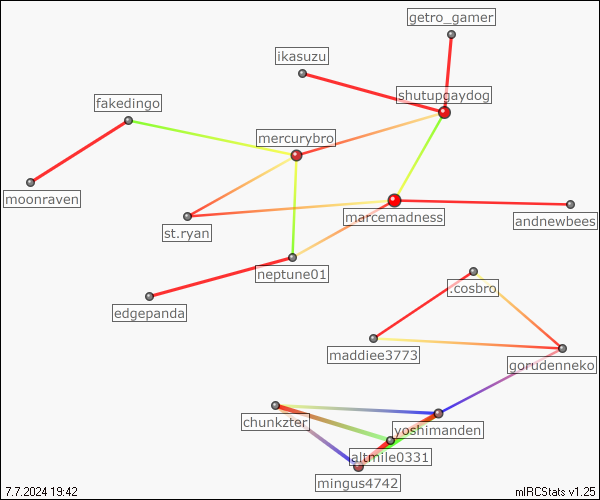 getro_gamer
ikasuzu
shutupgaydog
fakedingo
mercurybro
moonraven
marcemadness
andnewbees
st.ryan
neptune01
.cosbro
edgepanda
maddiee3773
gorudenneko
chunkzter
yoshimanden
altmile0331
mingus4742
7.7.2024 19:42
mIRCStats v1.25